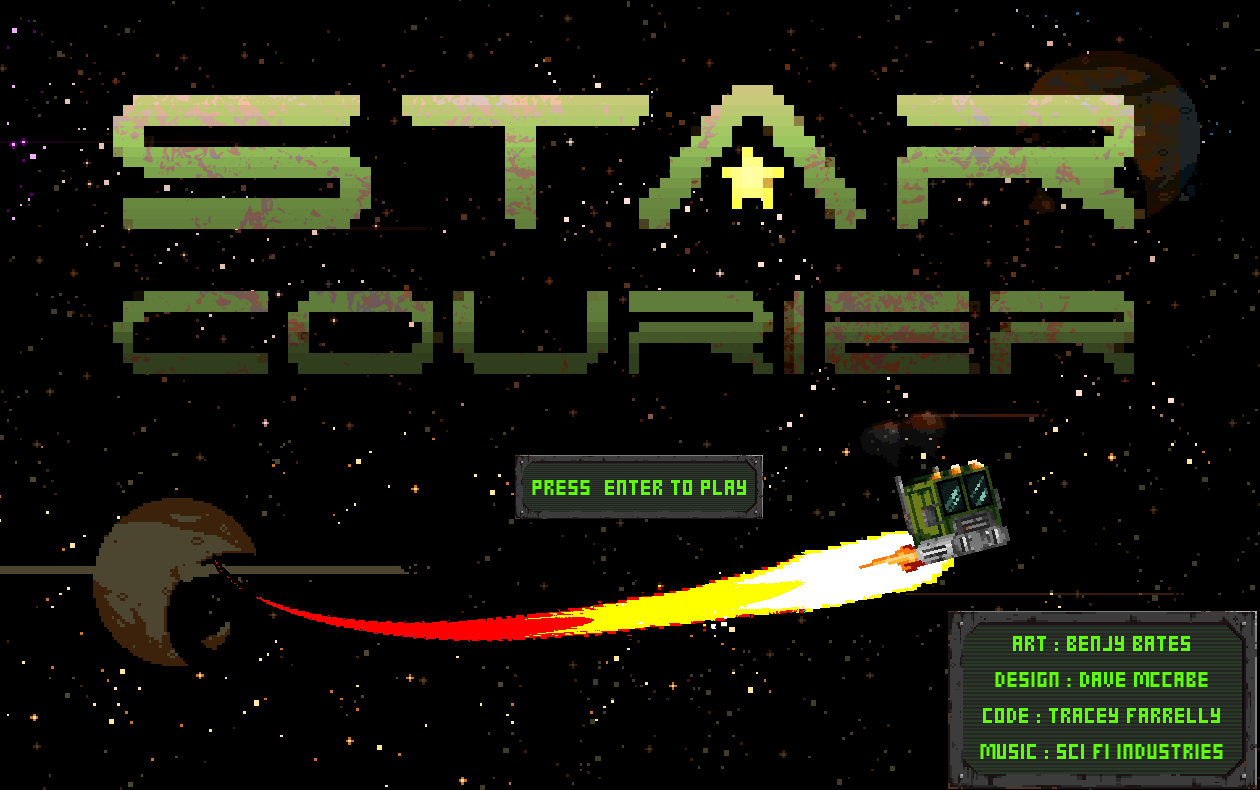 STAR
COURIER
PRESS ENTER TO PLAY
ART : BENJY BATES
DESIGN : DAVE MCCABE
CODE : TRACEY FARRELLY
MUSIC : SCI FI INDUSTRIES